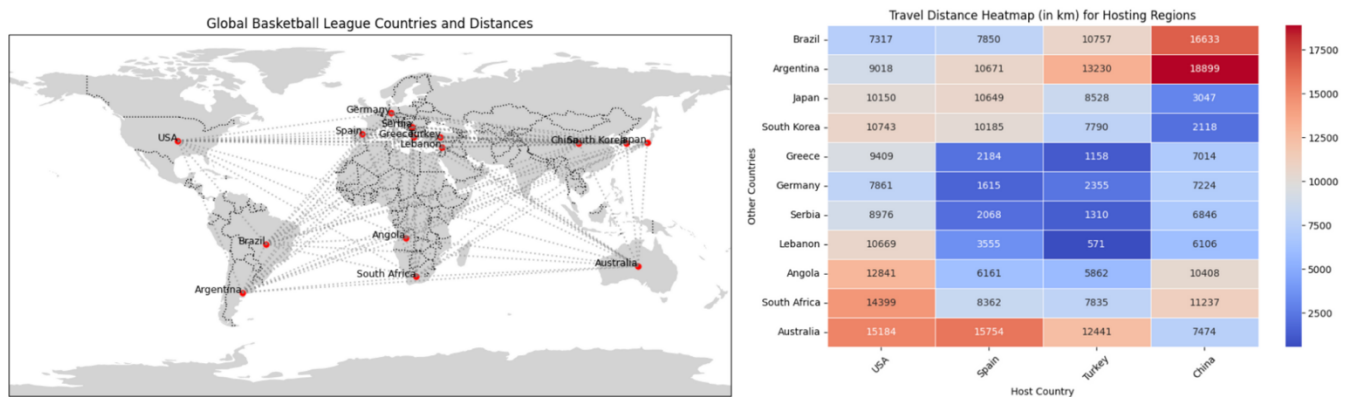 Global Basketball League Countries and Distances
Germany
Serbia
Spain
Greece
Turkey
Lebanon
USA
China
South Korea
Japan
Angola
Brazil
South Africa
Argentina
Australia
Travel Distance Heatmap (in km) for Hosting Regions
Other Countries
Brazil 7317 7850 10757 16633
Argentina 9018 10671 13230 18899
Japan 10150 10649 8528 3047
South Korea 10743 10185 7790 2118
Greece 9409 2184 1158 7014
Germany 7861 1615 2355 7224
Serbia 8976 2068 1310 6846
Lebanon 10669 3555 571 6106
Angola 12841 6161 5862 10408
South Africa 14399 8362 7835 11237
Australia 15184 15754 12441 7474
USA Spain Turkey China
Host Country
17500
15000
12500
10000
7500
5000
2500